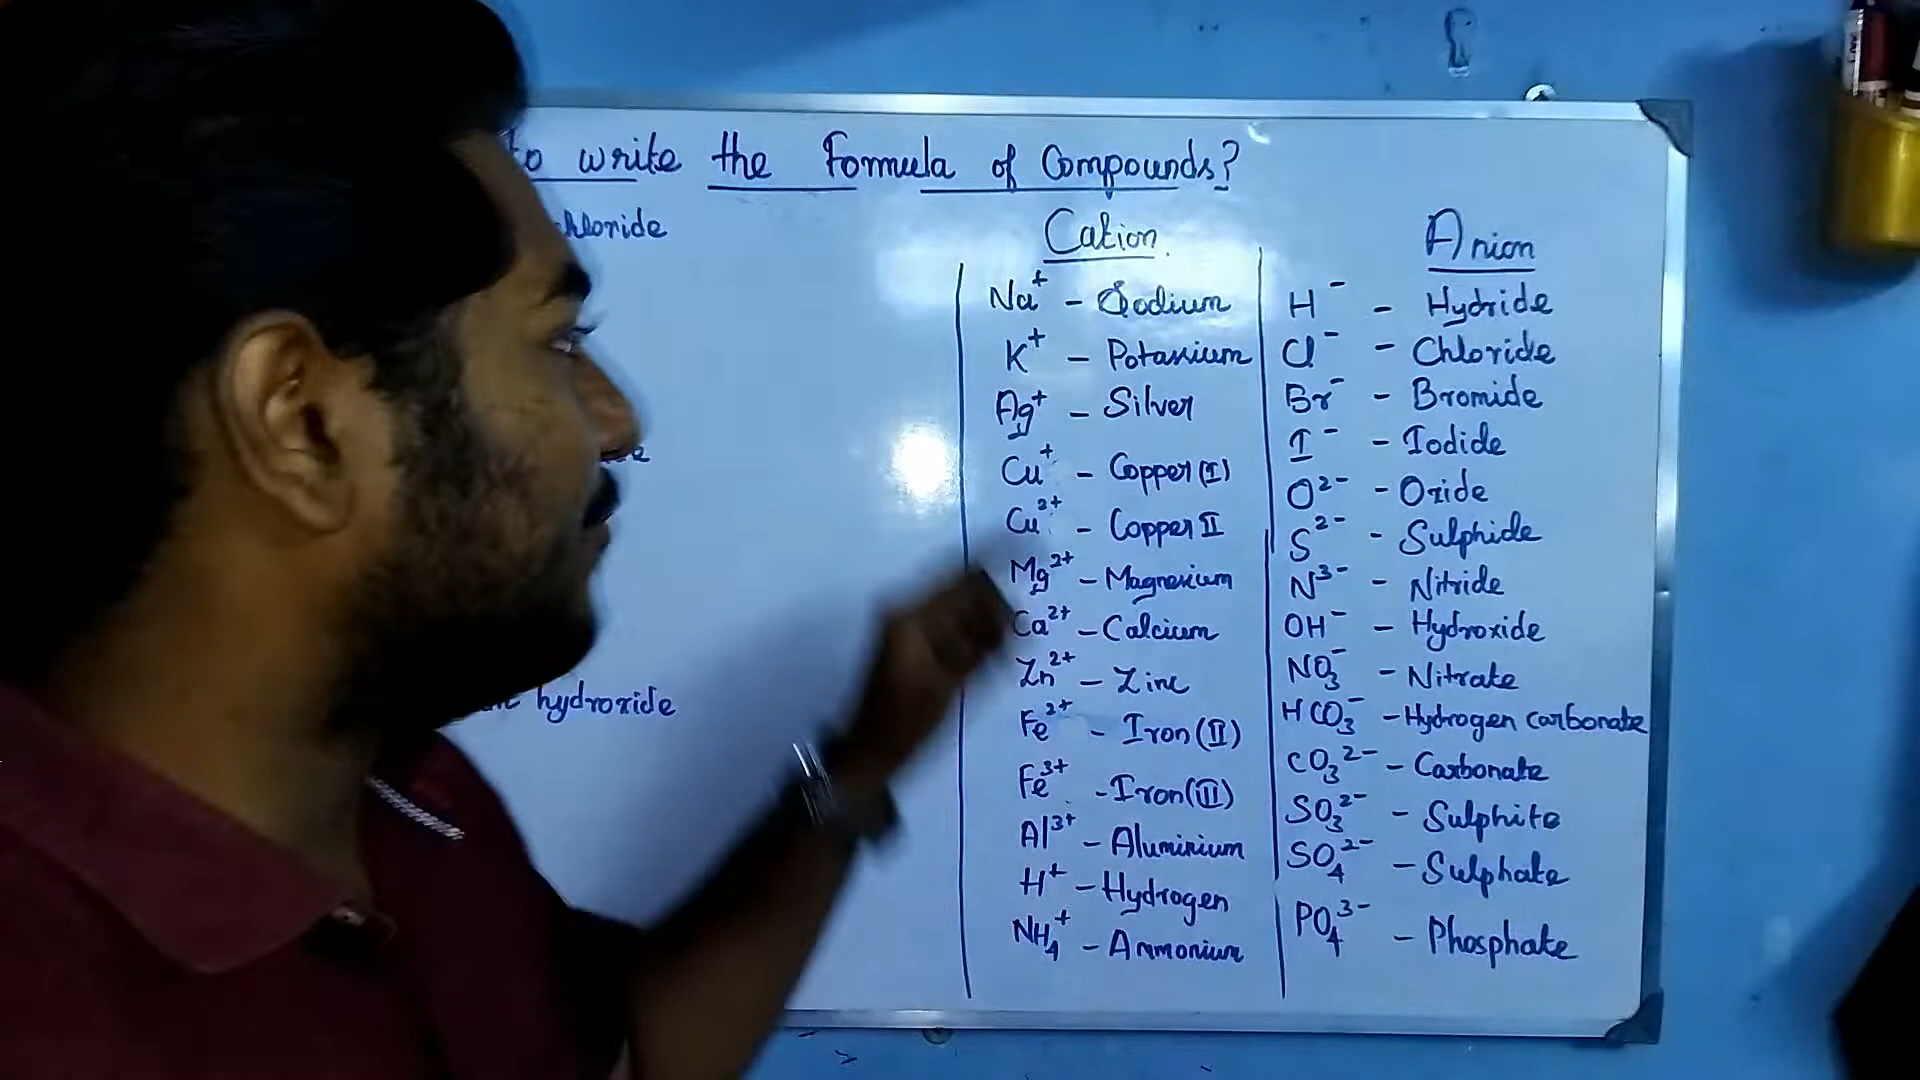 to write the Formula of Compounds?
chloride
hydroxide
Cation
Na⁺ - Sodium
K⁺ - Potassium
Ag⁺ - Silver
Cu⁺ - Copper (I)
Cu²⁺ - Copper II
Mg²⁺ - Magnesium
Ca²⁺ - Calcium
Zn²⁺ - Zinc
Fe²⁺ - Iron (II)
Fe³⁺ - Iron (III)
Al³⁺ - Aluminium
H⁺ - Hydrogen
NH₄⁺ - Ammonium
Anion
H⁻ - Hydride
Cl⁻ - Chloride
Br⁻ - Bromide
I⁻ - Iodide
O²⁻ - Oxide
S²⁻ - Sulphide
N³⁻ - Nitride
OH⁻ - Hydroxide
NO₃⁻ - Nitrate
HCO₃⁻ - Hydrogen carbonate
CO₃²⁻ - Carbonate
SO₃²⁻ - Sulphite
SO₄²⁻ - Sulphate
PO₄³⁻ - Phosphate